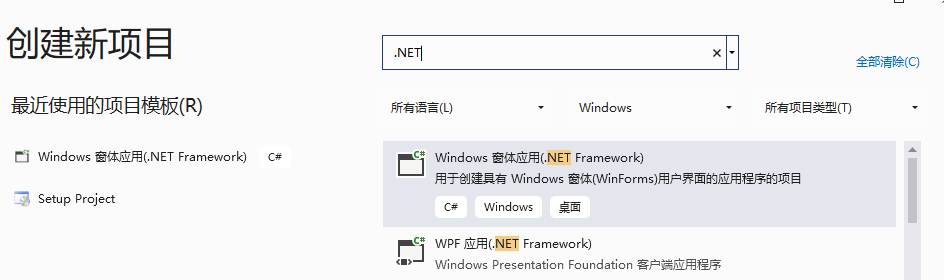 创建新项目
.NET
全部清除(C)
最近使用的项目模板(R)
所有语言(L)
Windows
所有项目类型(T)
Windows 窗体应用(.NET Framework)
C#
Setup Project
C#
Windows 窗体应用(.NET Framework)
用于创建具有 Windows 窗体(WinForms)用户界面的应用程序的项目
C# Windows 桌面
C#
WPF 应用(.NET Framework)
Windows Presentation Foundation 客户端应用程序